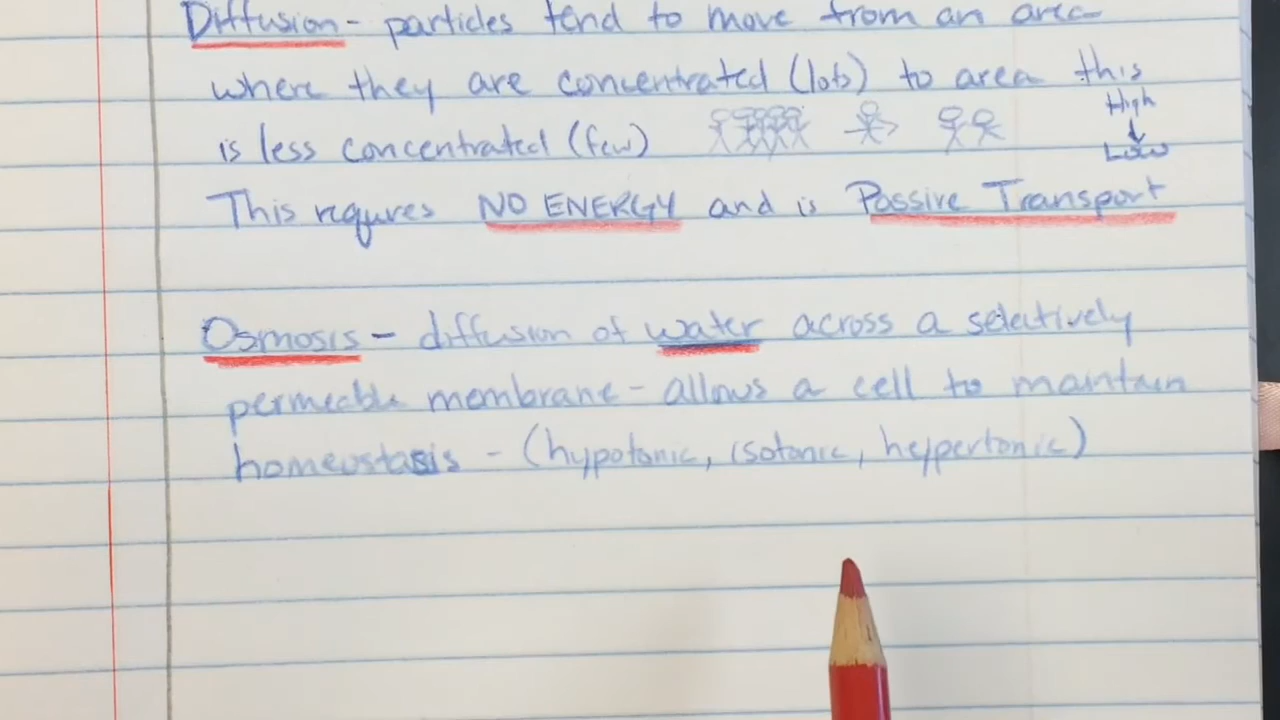 Diffusion - particles tend to move from an area
where they are concentrated (lots) to area this
is less concentrated (few)
High
↓
Low
This requres NO ENERGY and is Passive Transport
Osmosis - diffusion of water across a selectively
permeable membrane - allows a cell to maintain
homeostasis - (hypotonic, isotonic, hypertonic)